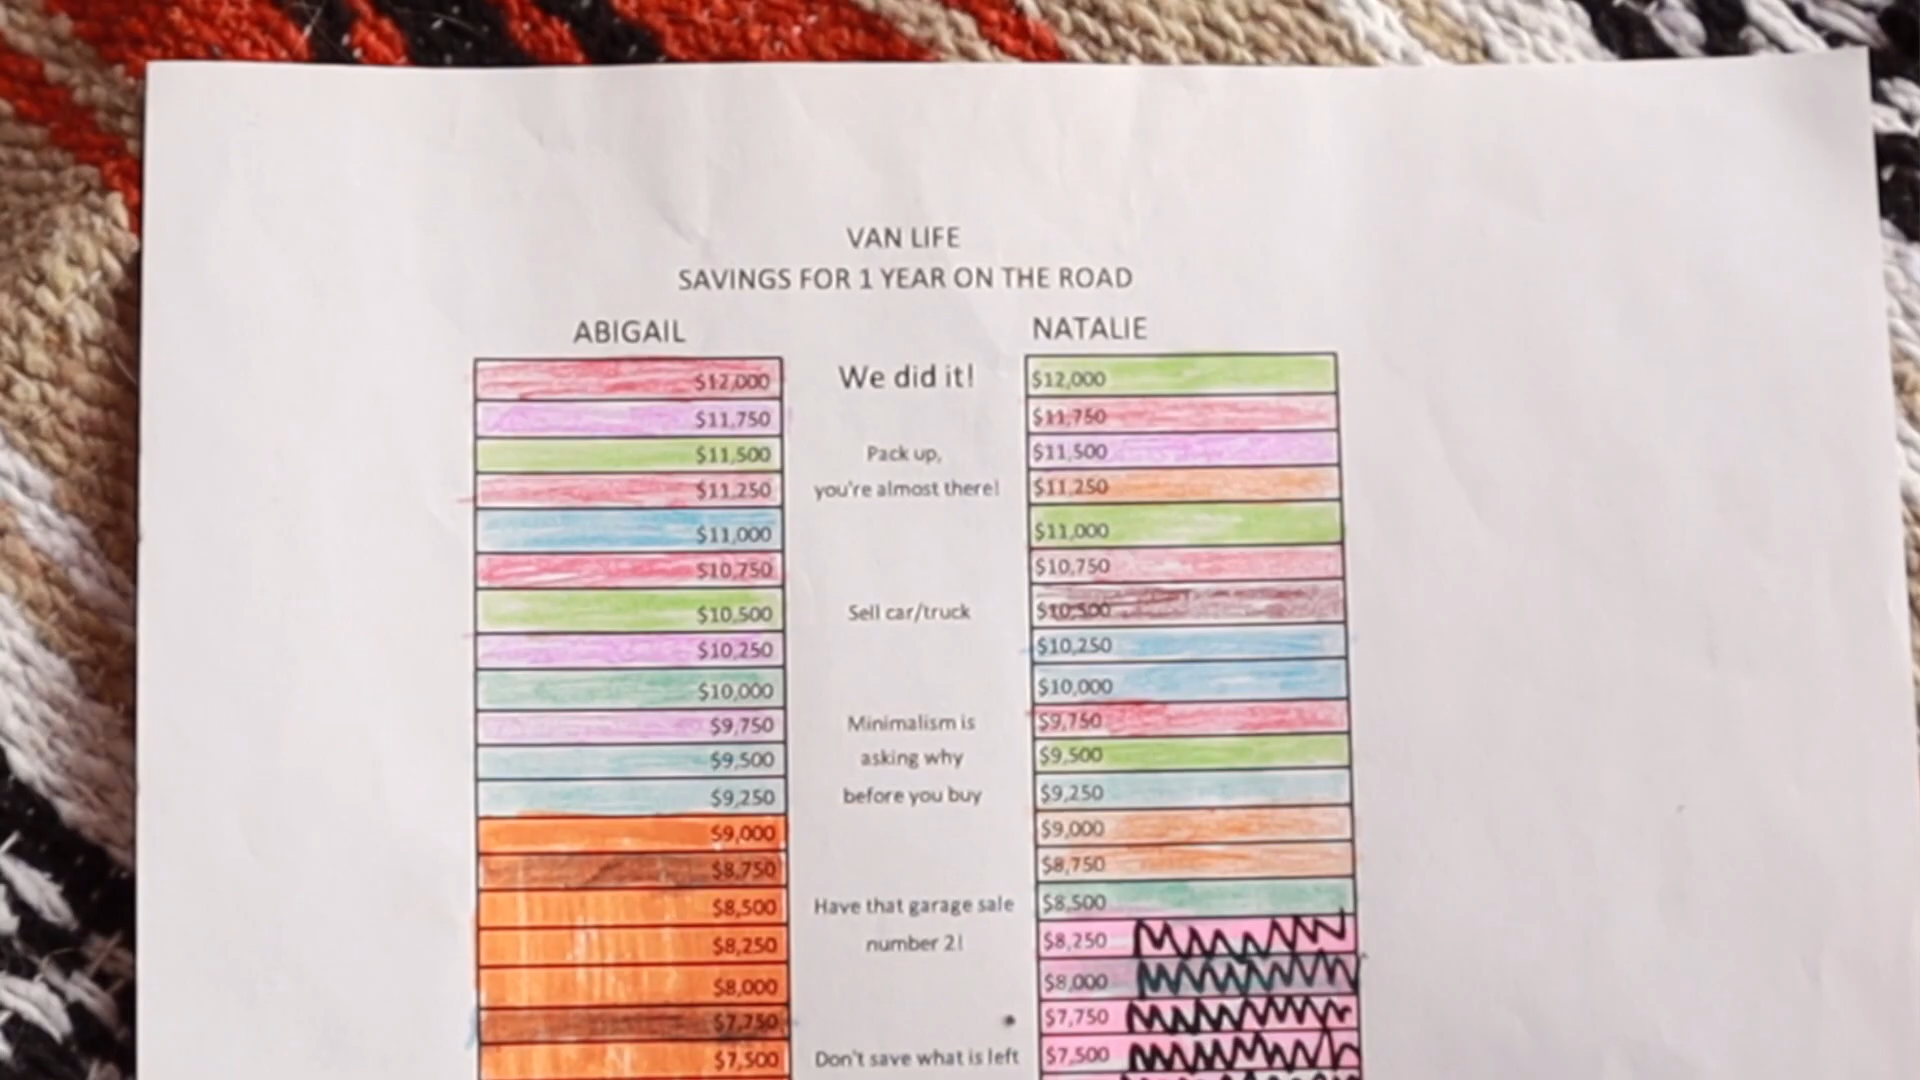 VAN LIFE
SAVINGS FOR 1 YEAR ON THE ROAD
ABIGAIL NATALIE
$12,000 We did it! $12,000
$11,750 $11,750
$11,500 Pack up, $11,500
$11,250 you're almost there! $11,250
$11,000 $11,000
$10,750 $10,750
$10,500 Sell car/truck $10,500
$10,250 $10,250
$10,000 $10,000
$9,750 Minimalism is $9,750
$9,500 asking why $9,500
$9,250 before you buy $9,250
$9,000 $9,000
$8,750 $8,750
$8,500 Have that garage sale $8,500
$8,250 number 2! $8,250
$8,000 $8,000
$7,750 $7,750
$7,500 Don't save what is left $7,500